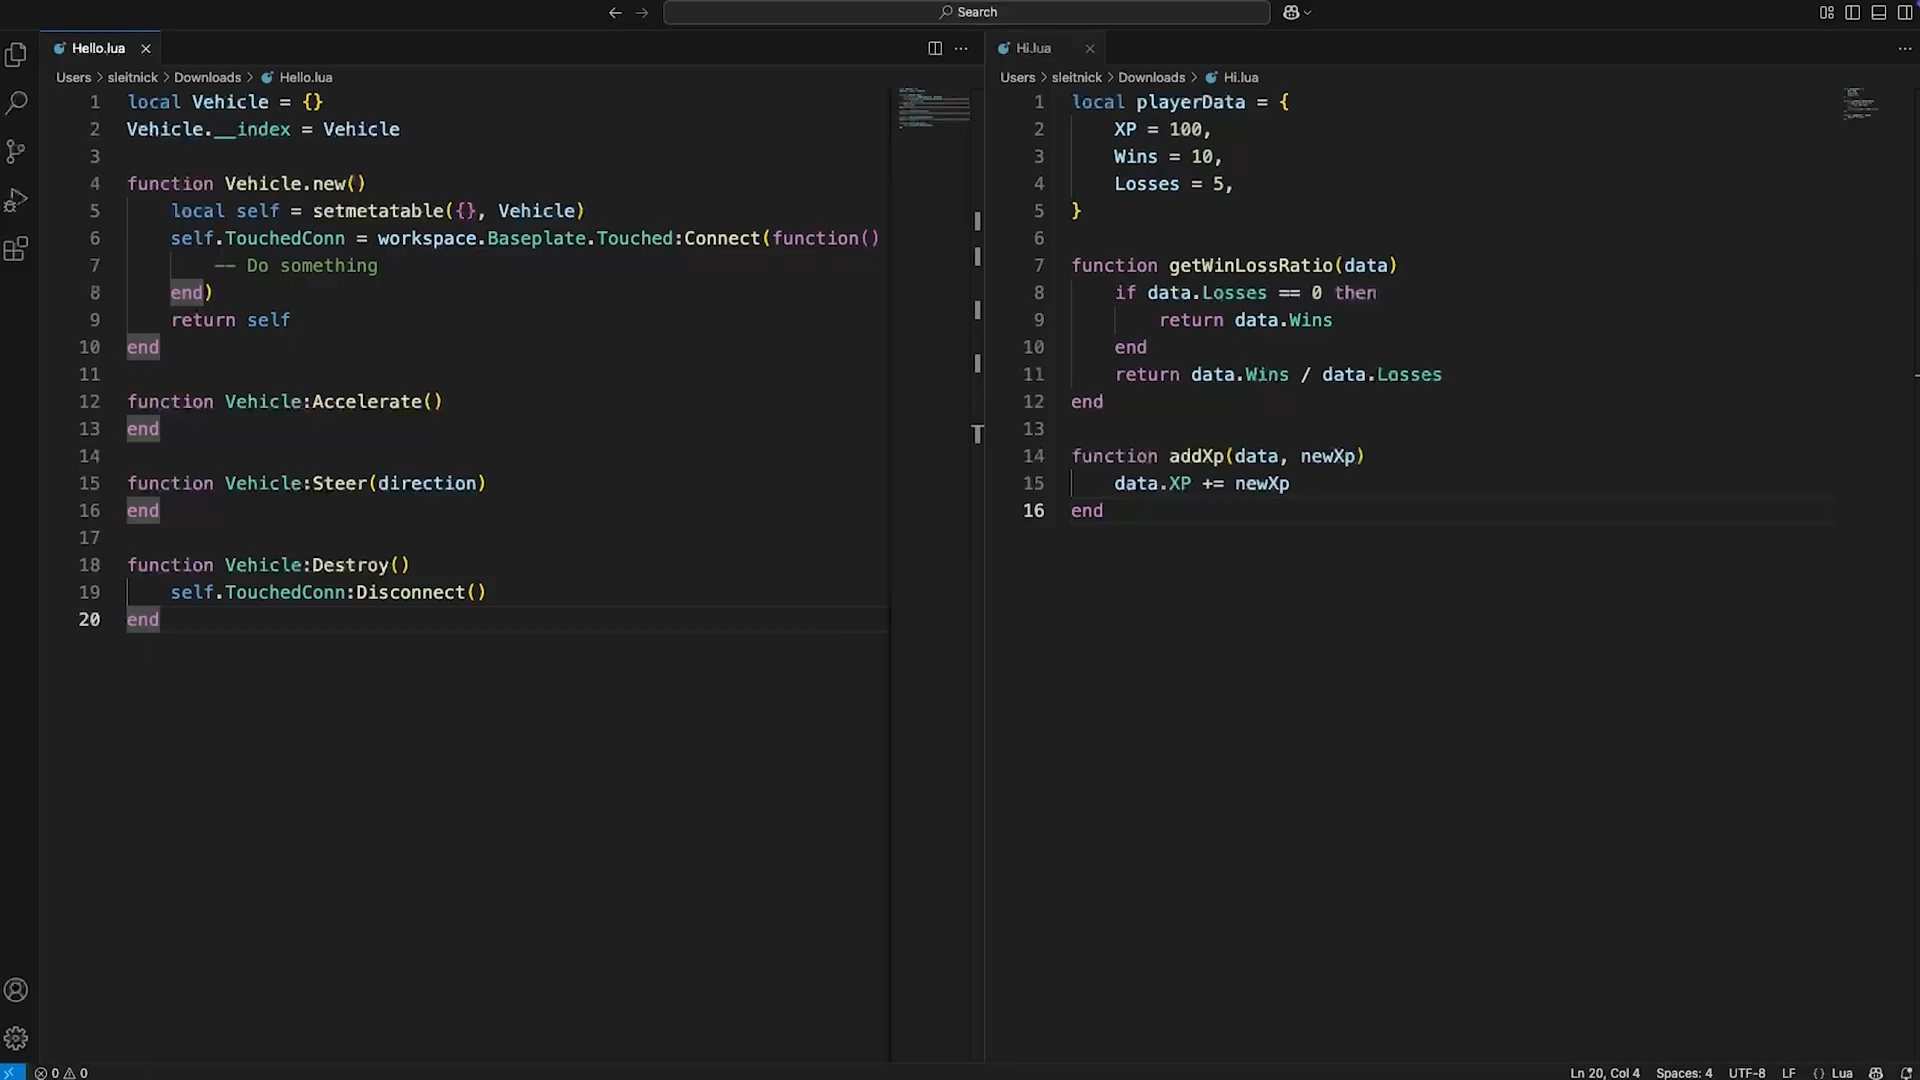 Search
Hello.lua
Users > sleitnick > Downloads > Hello.lua
1 local Vehicle = {}
2 Vehicle.__index = Vehicle
3
4 function Vehicle.new()
5     local self = setmetatable({}, Vehicle)
6     self.TouchedConn = workspace.Baseplate.Touched:Connect(function()
7         -- Do something
8     end)
9     return self
10 end
11
12 function Vehicle:Accelerate()
13 end
14
15 function Vehicle:Steer(direction)
16 end
17
18 function Vehicle:Destroy()
19     self.TouchedConn:Disconnect()
20 end
Hi.lua
Users > sleitnick > Downloads > Hi.lua
1 local playerData = {
2     XP = 100,
3     Wins = 10,
4     Losses = 5,
5 }
6
7 function getWinLossRatio(data)
8     if data.Losses == 0 then
9         return data.Wins
10     end
11     return data.Wins / data.Losses
12 end
13
14 function addXp(data, newXp)
15     data.XP += newXp
16 end
0 0
Ln 20, Col 4 Spaces: 4 UTF-8 LF {} Lua